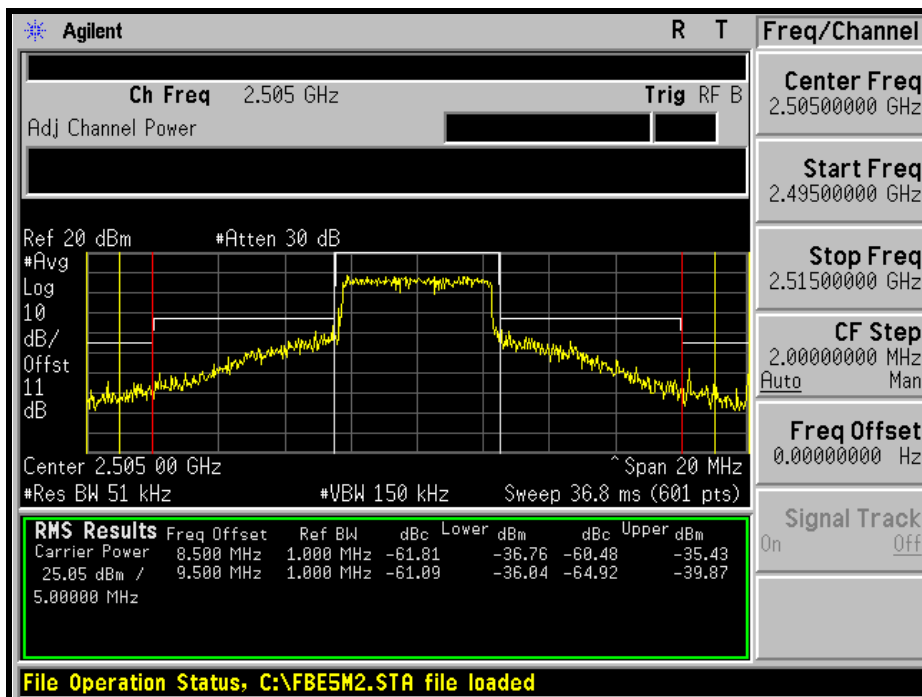 Agilent R T
Ch Freq 2.505 GHz Trig RF B
Adj Channel Power
Ref 20 dBm #Atten 30 dB
#Avg
Log
10
dB/
Offst
11
dB
Center 2.505 00 GHz ^Span 20 MHz
#Res BW 51 kHz #VBW 150 kHz Sweep 36.8 ms (601 pts)
RMS Results Freq Offset Ref BW dBc Lower dBm dBc Upper dBm
Carrier Power 8.500 MHz 1.000 MHz -61.81 -36.76 -60.48 -35.43
25.05 dBm / 9.500 MHz 1.000 MHz -61.09 -36.04 -64.92 -39.87
5.00000 MHz
File Operation Status, C:\FBE5M2.STA file loaded
Freq/Channel
Center Freq
2.50500000 GHz
Start Freq
2.49500000 GHz
Stop Freq
2.51500000 GHz
CF Step
2.00000000 MHz
Auto Man
Freq Offset
0.00000000 Hz
Signal Track
On Off